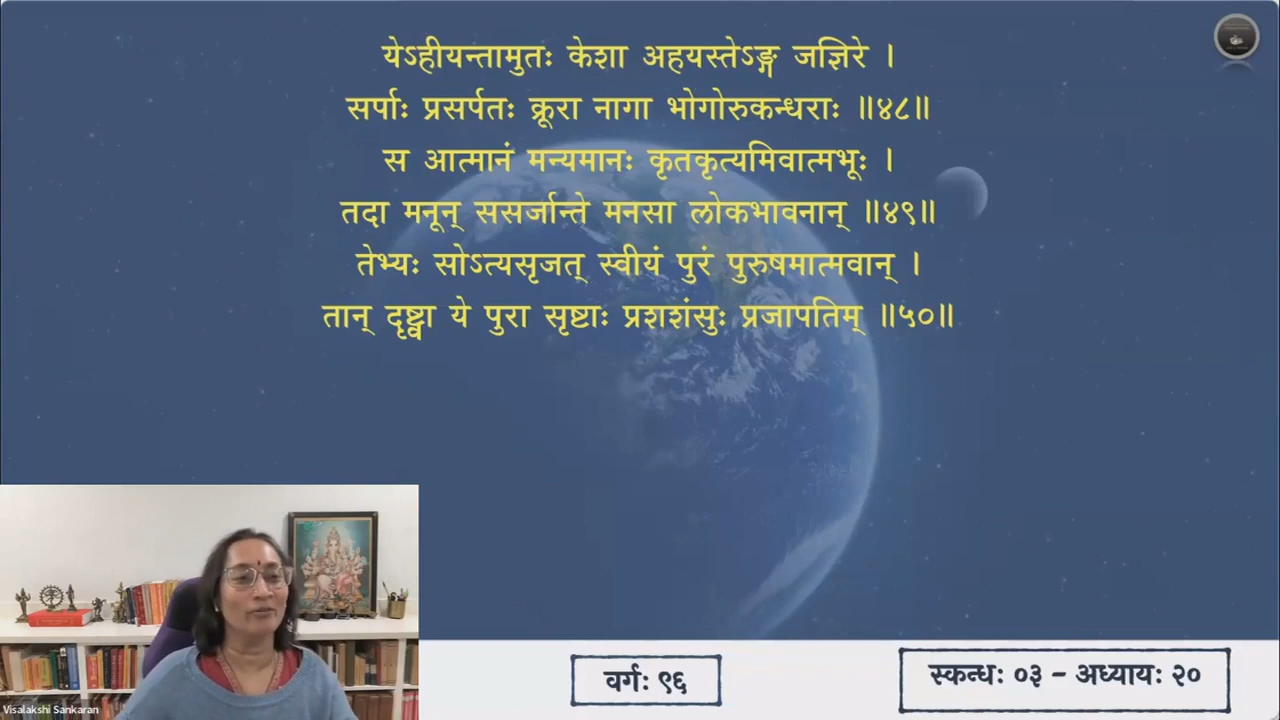 येऽहीयन्तामुतः केशा अहयस्तेऽङ्ग जज्ञिरे ।
सर्पाः प्रसर्पतः क्रूरा नागा भोगोरुकन्धराः ॥४८॥
स आत्मानं मन्यमानः कृतकृत्यमिवात्मभूः ।
तदा मनून् ससर्जान्ते मनसा लोकभावनान् ॥४९॥
तेभ्यः सोऽत्यसृजत् स्वीयं पुरं पुरुषमात्मवान् ।
तान् दृष्ट्वा ये पुरा सृष्टाः प्रशशंसुः प्रजापतिम् ॥५०॥
Visalakshi Sankaran
वर्गः ९६
स्कन्धः ०३ - अध्यायः २०